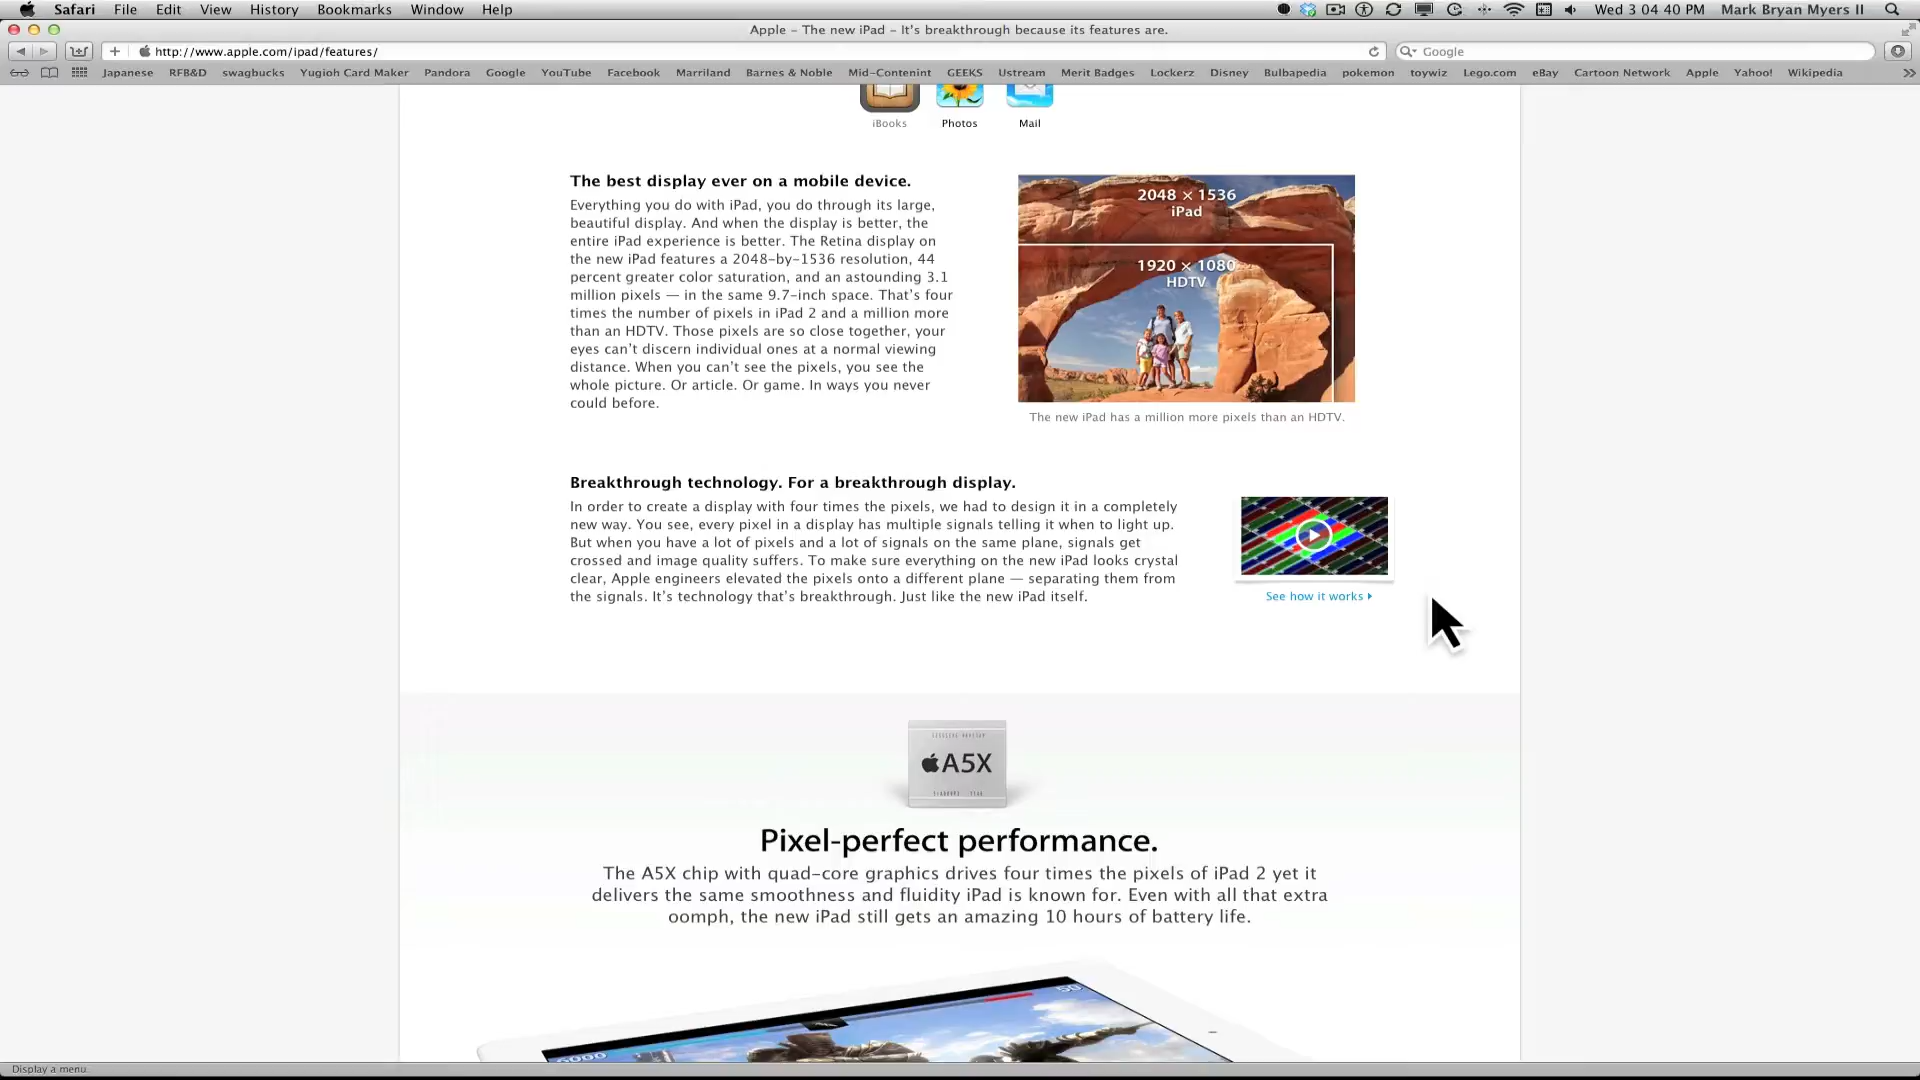 Safari File Edit View History Bookmarks Window Help Wed 3 04 40 PM Mark Bryan Myers II
Apple – The new iPad – It's breakthrough because its features are.
http://www.apple.com/ipad/features/ Google
Japanese RFB&D swagbucks Yugioh Card Maker Pandora Google YouTube Facebook Marriland Barnes & Noble Mid-Contenint GEEKS Ustream Merit Badges Lockerz Disney Bulbapedia pokemon toywiz Lego.com eBay Cartoon Network Apple Yahoo! Wikipedia
iBooks Photos Mail
The best display ever on a mobile device.
Everything you do with iPad, you do through its large,
beautiful display. And when the display is better, the
entire iPad experience is better. The Retina display on
the new iPad features a 2048-by-1536 resolution, 44
percent greater color saturation, and an astounding 3.1
million pixels — in the same 9.7-inch space. That's four
times the number of pixels in iPad 2 and a million more
than an HDTV. Those pixels are so close together, your
eyes can't discern individual ones at a normal viewing
distance. When you can't see the pixels, you see the
whole picture. Or article. Or game. In ways you never
could before.
2048 × 1536
iPad
1920 × 1080
HDTV
The new iPad has a million more pixels than an HDTV.
Breakthrough technology. For a breakthrough display.
In order to create a display with four times the pixels, we had to design it in a completely
new way. You see, every pixel in a display has multiple signals telling it when to light up.
But when you have a lot of pixels and a lot of signals on the same plane, signals get
crossed and image quality suffers. To make sure everything on the new iPad looks crystal
clear, Apple engineers elevated the pixels onto a different plane — separating them from
the signals. It's technology that's breakthrough. Just like the new iPad itself.
See how it works
A5X
Pixel-perfect performance.
The A5X chip with quad-core graphics drives four times the pixels of iPad 2 yet it
delivers the same smoothness and fluidity iPad is known for. Even with all that extra
oomph, the new iPad still gets an amazing 10 hours of battery life.
50
Display a menu